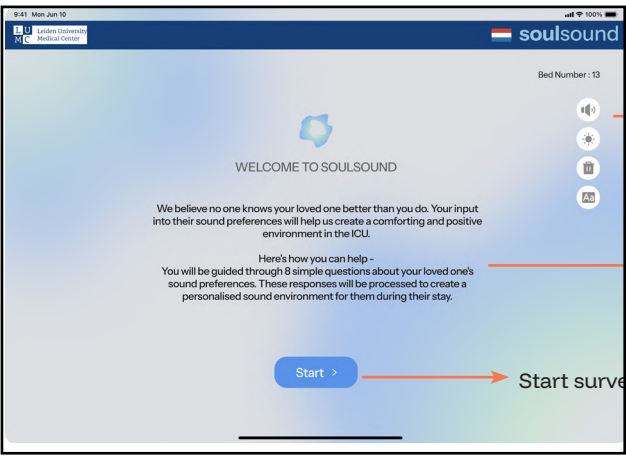 9:41 Mon Jun 10
100%
L U Leiden University
M C Medical Center
soulsound
Bed Number : 13
WELCOME TO SOULSOUND
Aa
We believe no one knows your loved one better than you do. Your input
into their sound preferences will help us create a comforting and positive
environment in the ICU.
Here's how you can help -
You will be guided through 8 simple questions about your loved one's
sound preferences. These responses will be processed to create a
personalised sound environment for them during their stay.
Start >
Start surve